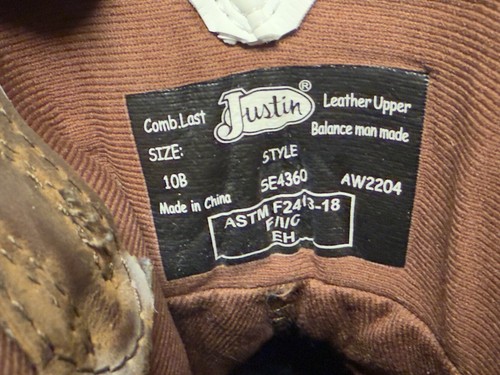 Justin®
Comb.Last
Leather Upper
Balance man made
SIZE:
10B
Made in China
STYLE
SE4360
AW2204
ASTM F2413-18
F/I/C
EH